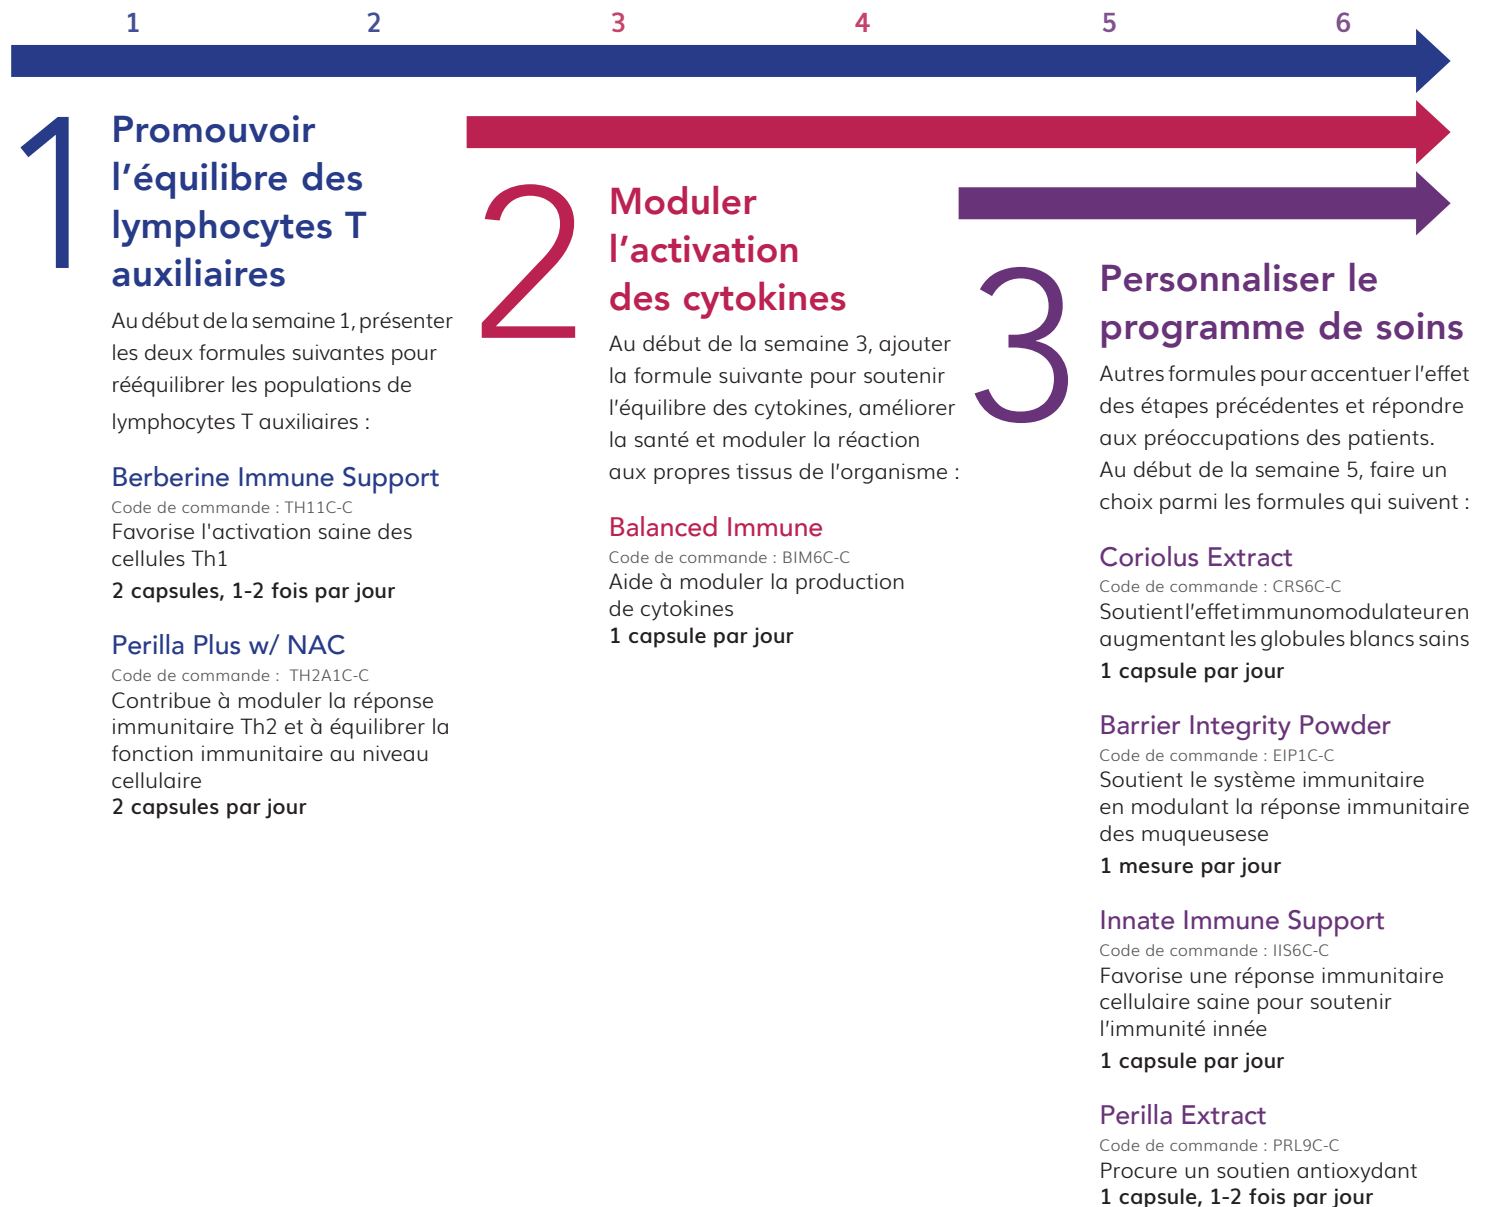 1 2 3 4 5 6
1
Promouvoir
l'équilibre des
lymphocytes T
auxiliaires
Au début de la semaine 1, présenter
les deux formules suivantes pour
rééquilibrer les populations de
lymphocytes T auxiliaires :
Berberine Immune Support
Code de commande : TH11C-C
Favorise l'activation saine des
cellules Th1
2 capsules, 1-2 fois par jour
Perilla Plus w/ NAC
Code de commande : TH2A1C-C
Contribue à moduler la réponse
immunitaire Th2 et à équilibrer la
fonction immunitaire au niveau
cellulaire
2 capsules par jour
2
Moduler
l'activation
des cytokines
Au début de la semaine 3, ajouter
la formule suivante pour soutenir
l'équilibre des cytokines, améliorer
la santé et moduler la réaction
aux propres tissus de l'organisme :
Balanced Immune
Code de commande : BIM6C-C
Aide à moduler la production
de cytokines
1 capsule par jour
3
Personnaliser le
programme de soins
Autres formules pour accentuer l'effet
des étapes précédentes et répondre
aux préoccupations des patients.
Au début de la semaine 5, faire un
choix parmi les formules qui suivent :
Coriolus Extract
Code de commande : CRS6C-C
Soutient l'effet immunomodulateur en
augmentant les globules blancs sains
1 capsule par jour
Barrier Integrity Powder
Code de commande : EIP1C-C
Soutient le système immunitaire
en modulant la réponse immunitaire
des muqueusese
1 mesure par jour
Innate Immune Support
Code de commande : IIS6C-C
Favorise une réponse immunitaire
cellulaire saine pour soutenir
l'immunité innée
1 capsule par jour
Perilla Extract
Code de commande : PRL9C-C
Procure un soutien antioxydant
1 capsule, 1-2 fois par jour